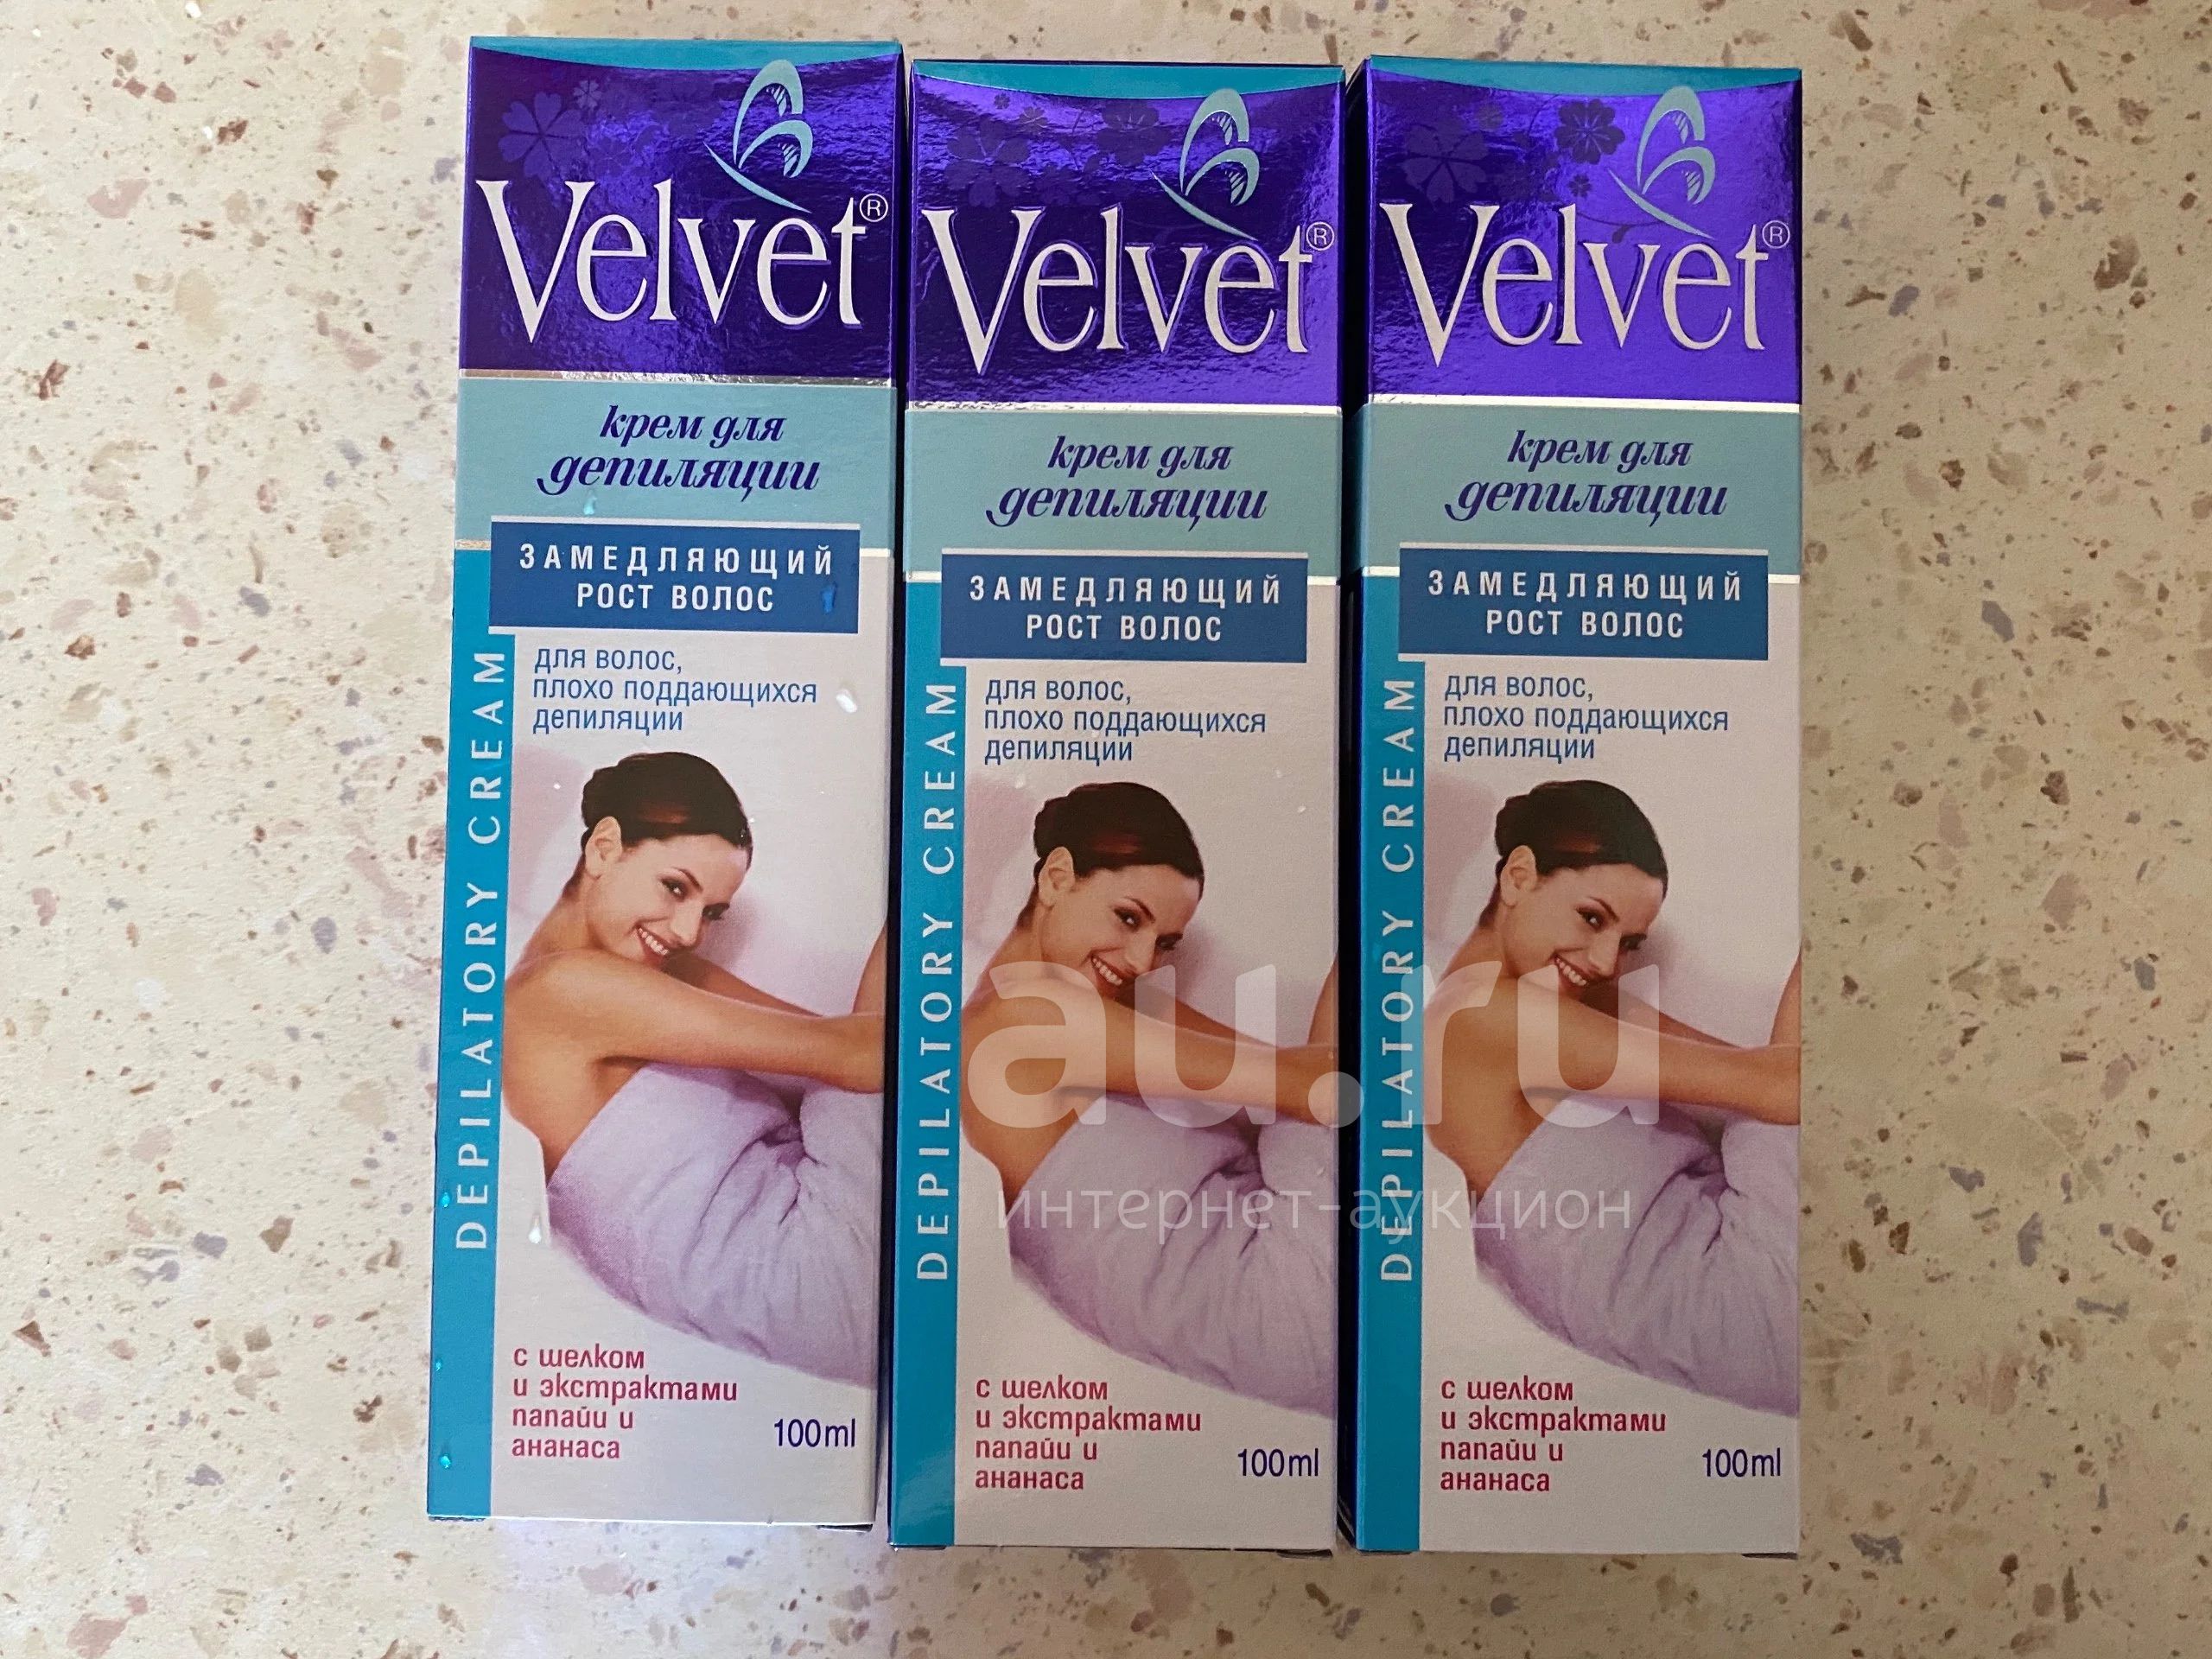 Velvet®
крем для
депиляции
ЗАМЕДЛЯЮЩИЙ
РОСТ ВОЛОС
для волос,
плохо поддающихся
депиляции
DEPILATORY CREAM
с шелком
и экстрактами
папайи и
ананаса
100ml
Velvet®
крем для
депиляции
ЗАМЕДЛЯЮЩИЙ
РОСТ ВОЛОС
для волос,
плохо поддающихся
депиляции
DEPILATORY CREAM
с шелком
и экстрактами
папайи и
ананаса
100ml
Velvet®
крем для
депиляции
ЗАМЕДЛЯЮЩИЙ
РОСТ ВОЛОС
для волос,
плохо поддающихся
депиляции
DEPILATORY CREAM
с шелком
и экстрактами
папайи и
ананаса
100ml
au.ru
интернет-аукцион